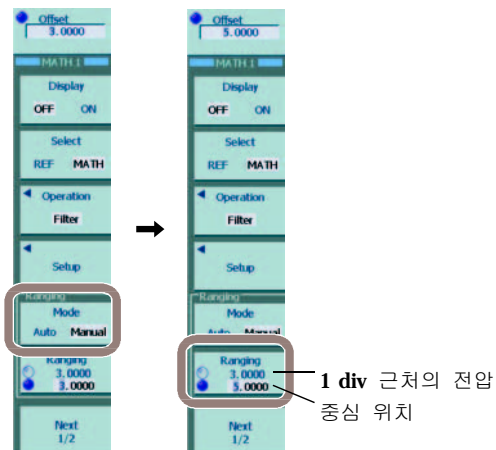 Offset
3.0000
MATH 1
Display
OFF ON
Select
REF MATH
Operation
Filter
Setup
Ranging
Mode
Auto Manual
Ranging
3.0000
3.0000
Next
1/2
→
Offset
5.0000
MATH 1
Display
OFF ON
Select
REF MATH
Operation
Filter
Setup
Ranging
Mode
Auto Manual
Ranging
3.0000
5.0000
Next
1/2
1 div 근처의 전압
중심 위치